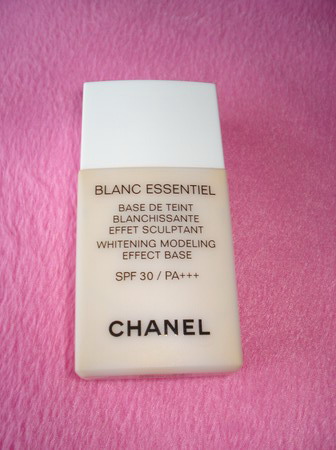 BLANC ESSENTIEL
BASE DE TEINT
BLANCHISSANTE
EFFET SCULPTANT
WHITENING MODELING
EFFECT BASE
SPF 30 / PA+++
CHANEL